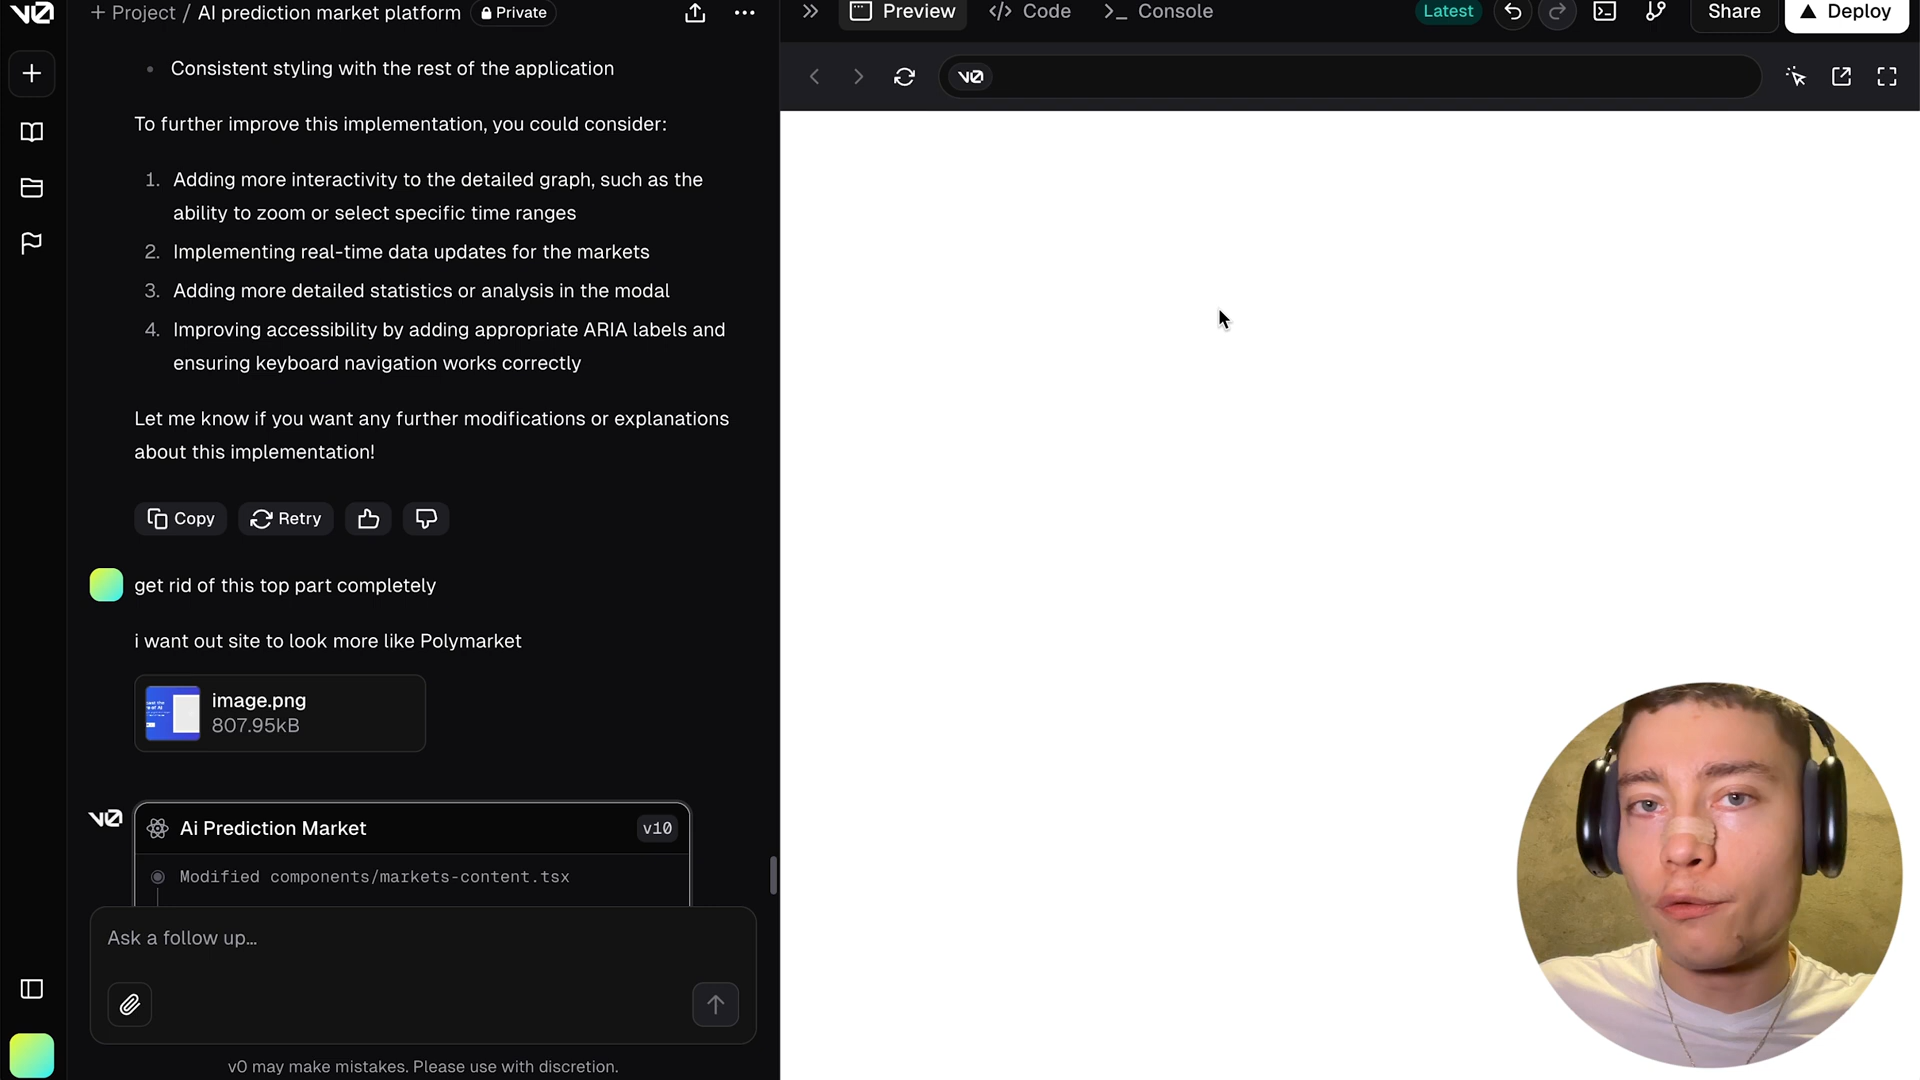 v0
+ Project / AI prediction market platform Private
Preview
Code
Console
Latest
Share
Deploy
v0
Consistent styling with the rest of the application
To further improve this implementation, you could consider:
1. Adding more interactivity to the detailed graph, such as the
ability to zoom or select specific time ranges
2. Implementing real-time data updates for the markets
3. Adding more detailed statistics or analysis in the modal
4. Improving accessibility by adding appropriate ARIA labels and
ensuring keyboard navigation works correctly
Let me know if you want any further modifications or explanations
about this implementation!
Copy
Retry
get rid of this top part completely
i want out site to look more like Polymarket
image.png
807.95kB
v0
Ai Prediction Market
v10
Modified components/markets-content.tsx
Ask a follow up...
v0 may make mistakes. Please use with discretion.